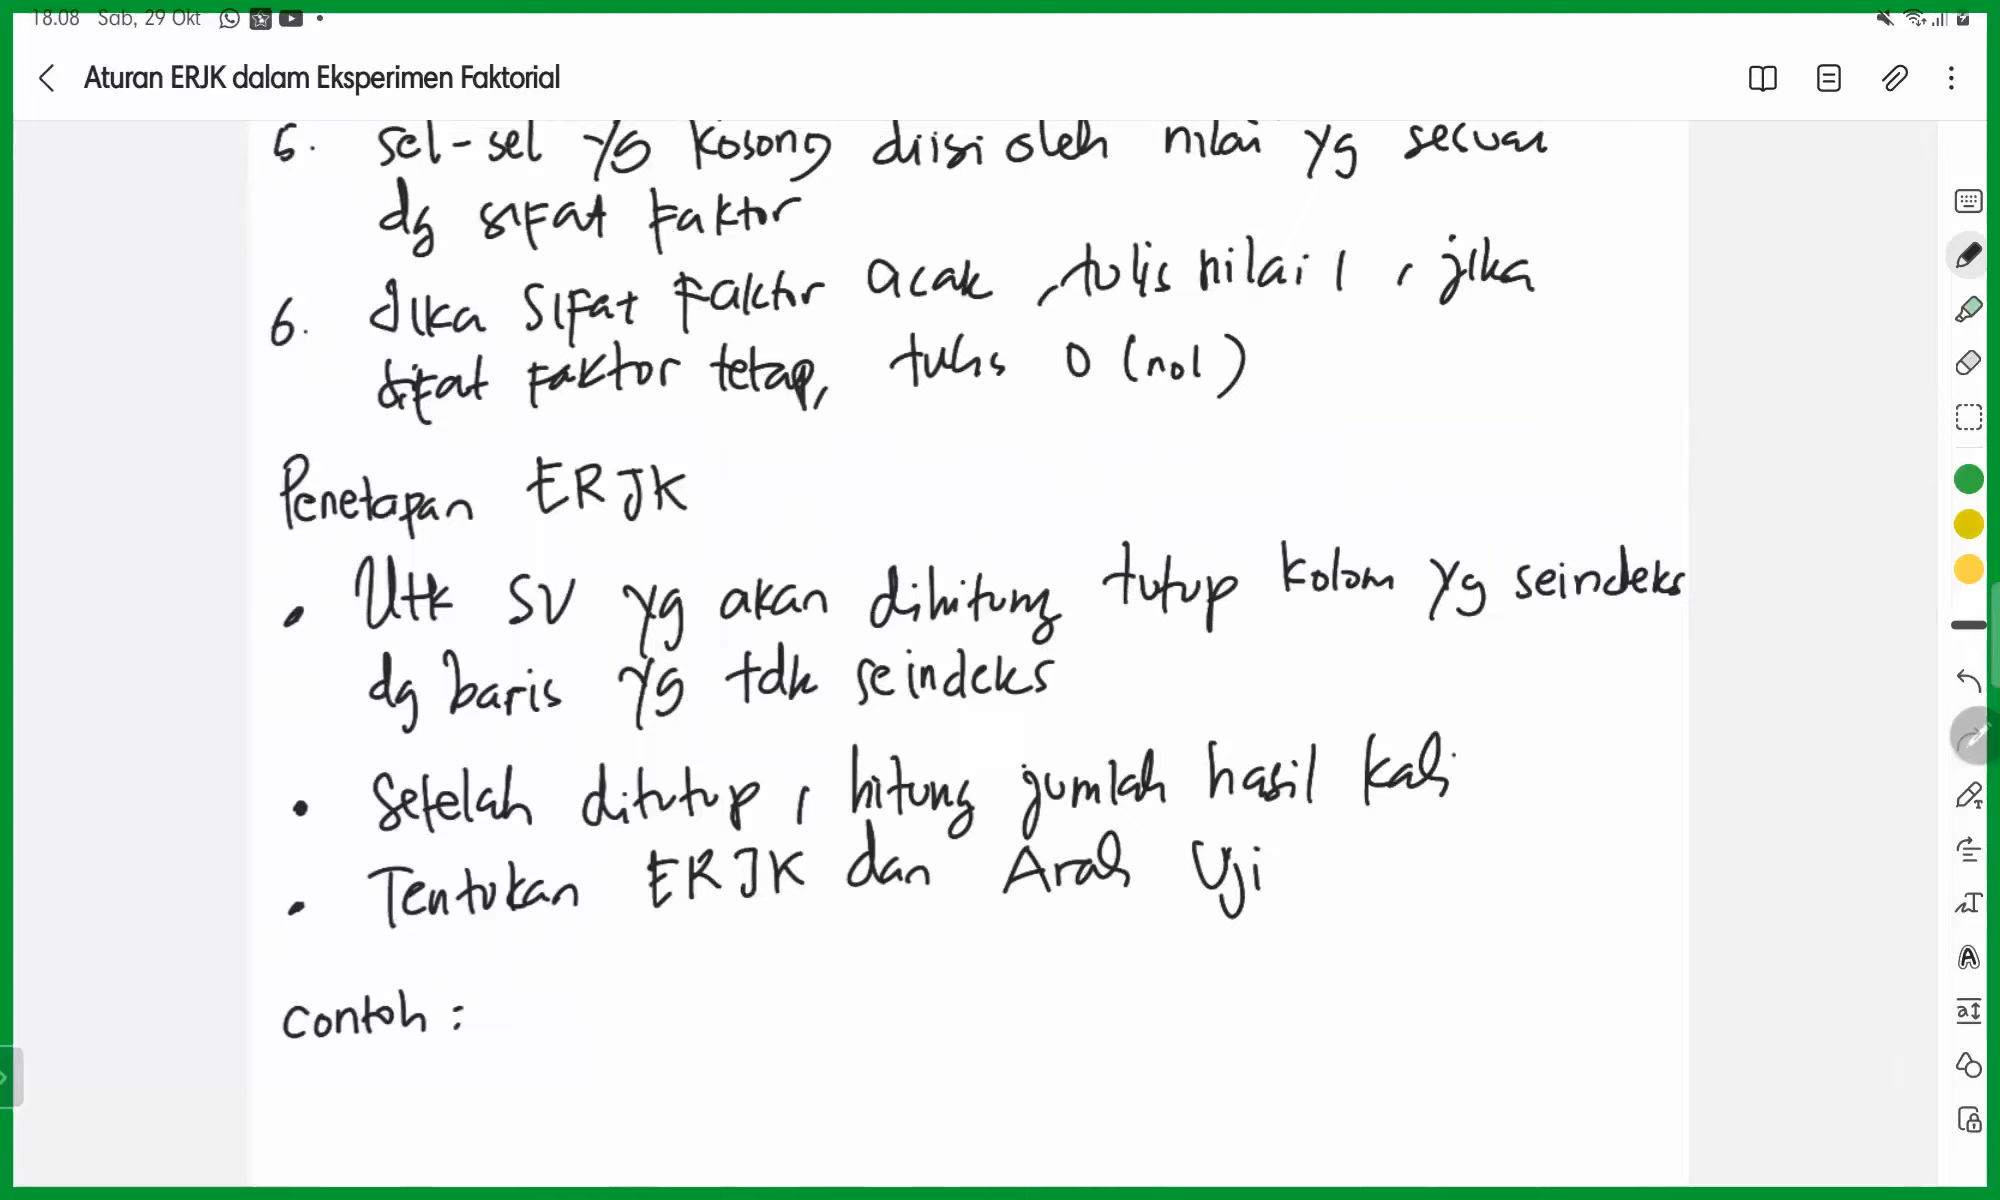 18.08 Sab, 29 Okt
Aturan ERJK dalam Eksperimen Faktorial
5. sel-sel yg kosong diisi oleh nilai yg sesuai
dg sifat faktor
6. Jika sifat faktor acak, tulis nilai 1, jika
sifat faktor tetap, tulis 0 (nol)
Penetapan ERJK
• Utk SV yg akan dihitung tutup kolom yg seindeks
dg baris yg tdk seindeks
• Setelah ditutup, hitung jumlah hasil kali
• Tentukan ERJK dan Arah Uji
Contoh :